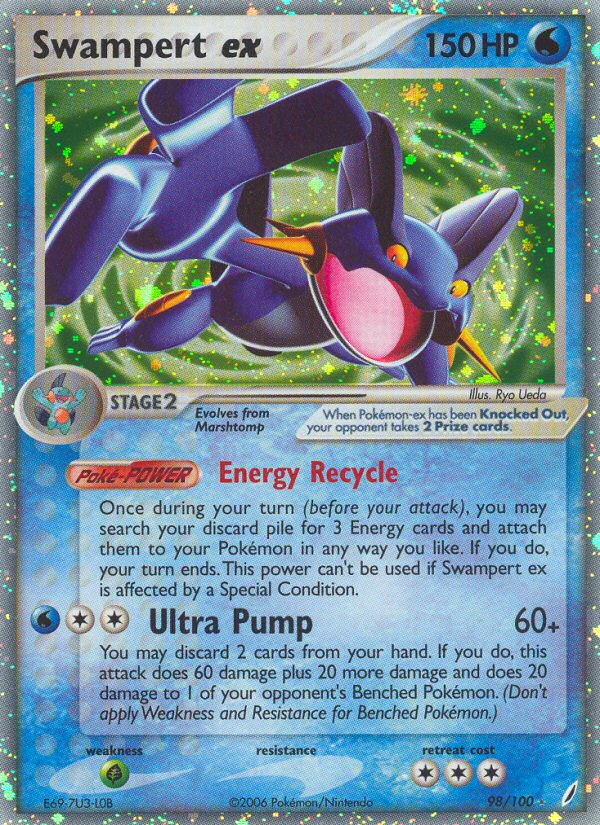 Swampert ex 150 HP
Illus. Ryo Ueda
STAGE 2
Evolves from
Marshtomp
When Pokémon-ex has been Knocked Out,
your opponent takes 2 Prize cards.
Poké-POWER Energy Recycle
Once during your turn (before your attack), you may
search your discard pile for 3 Energy cards and attach
them to your Pokémon in any way you like. If you do,
your turn ends. This power can't be used if Swampert ex
is affected by a Special Condition.
Ultra Pump 60+
You may discard 2 cards from your hand. If you do, this
attack does 60 damage plus 20 more damage and does 20
damage to 1 of your opponent's Benched Pokémon. (Don't
apply Weakness and Resistance for Benched Pokémon.)
weakness resistance retreat cost
E69-7U3-L0B ©2006 Pokémon/Nintendo 98/100